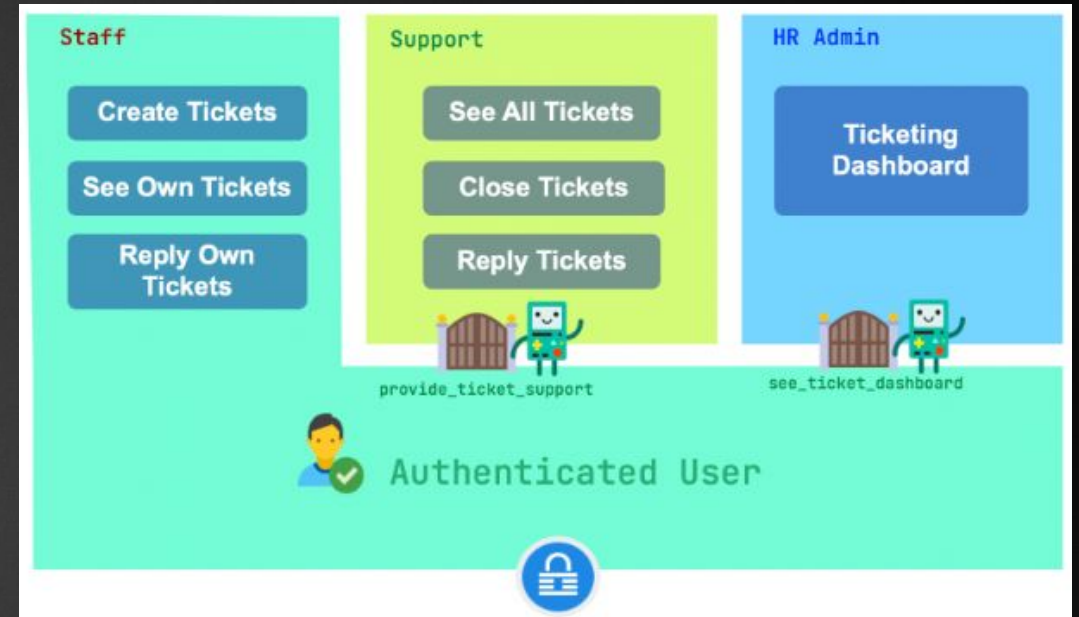 Staff
Create Tickets
See Own Tickets
Reply Own
Tickets
Support
See All Tickets
Close Tickets
Reply Tickets
provide_ticket_support
HR Admin
Ticketing
Dashboard
see_ticket_dashboard
Authenticated User